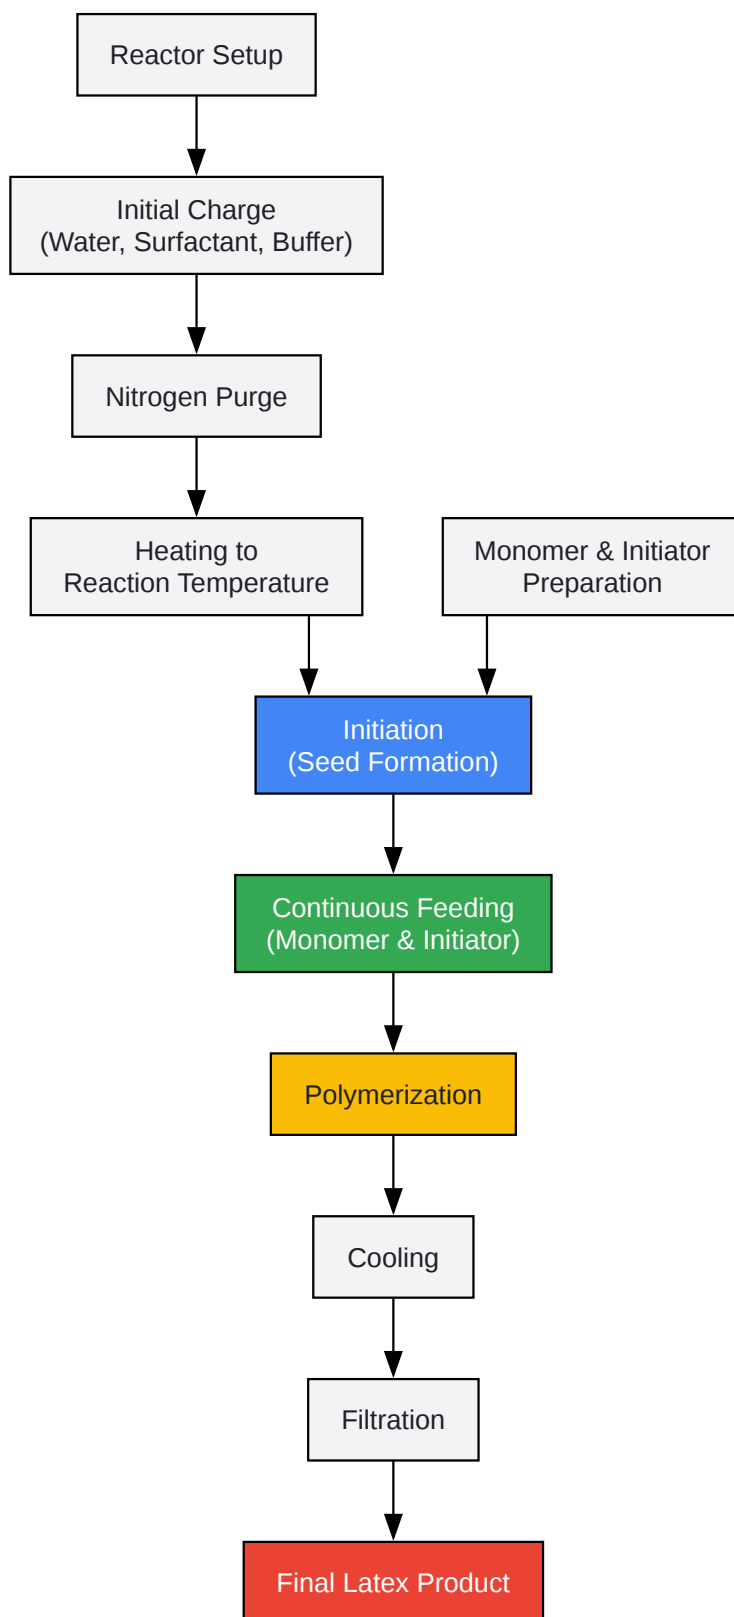 Reactor Setup
Initial Charge
(Water, Surfactant, Buffer)
Nitrogen Purge
Heating to
Reaction Temperature
Monomer & Initiator
Preparation
Initiation
(Seed Formation)
Continuous Feeding
(Monomer & Initiator)
Polymerization
Cooling
Filtration
Final Latex Product